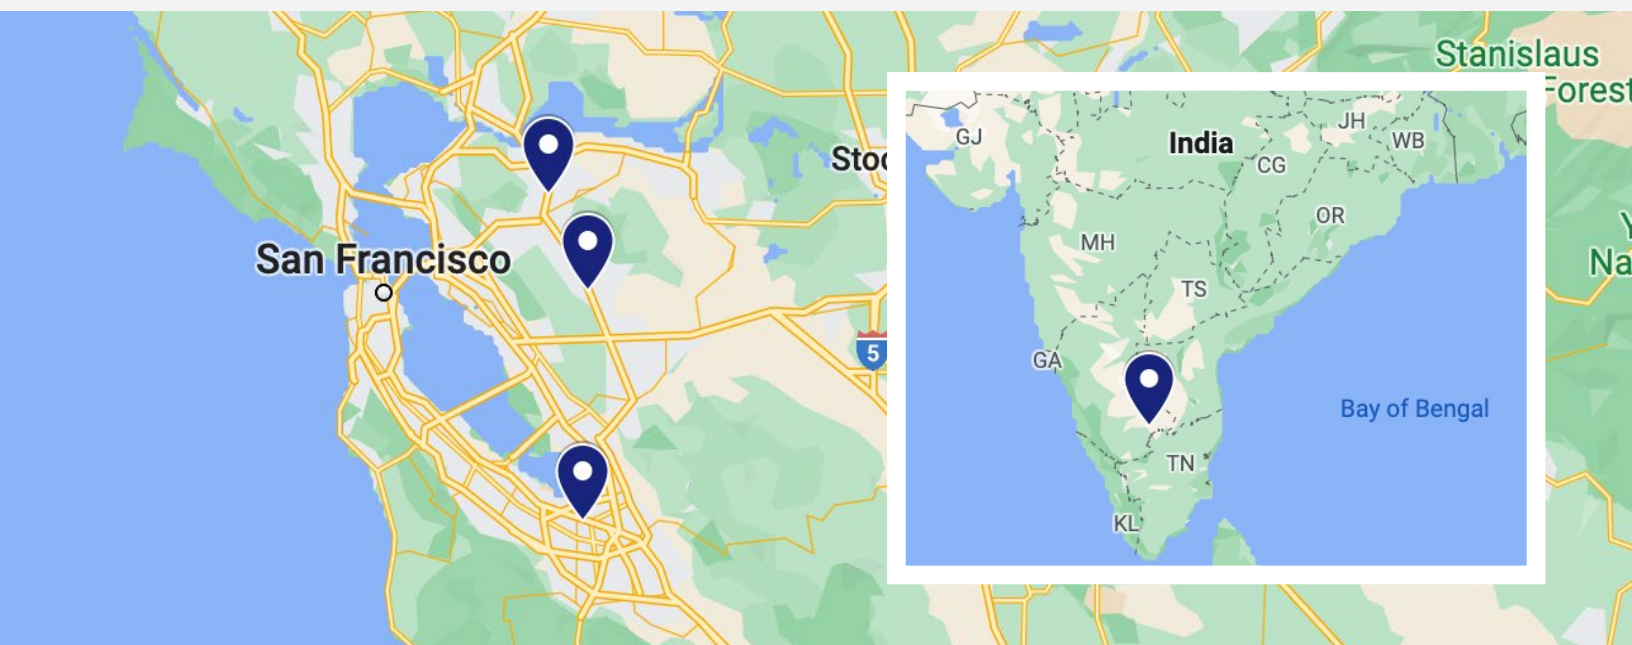 Stanislaus
Forest
Stoc
San Francisco
5
Na
India
GJ
JH
WB
CG
OR
MH
TS
GA
Bay of Bengal
TN
KL